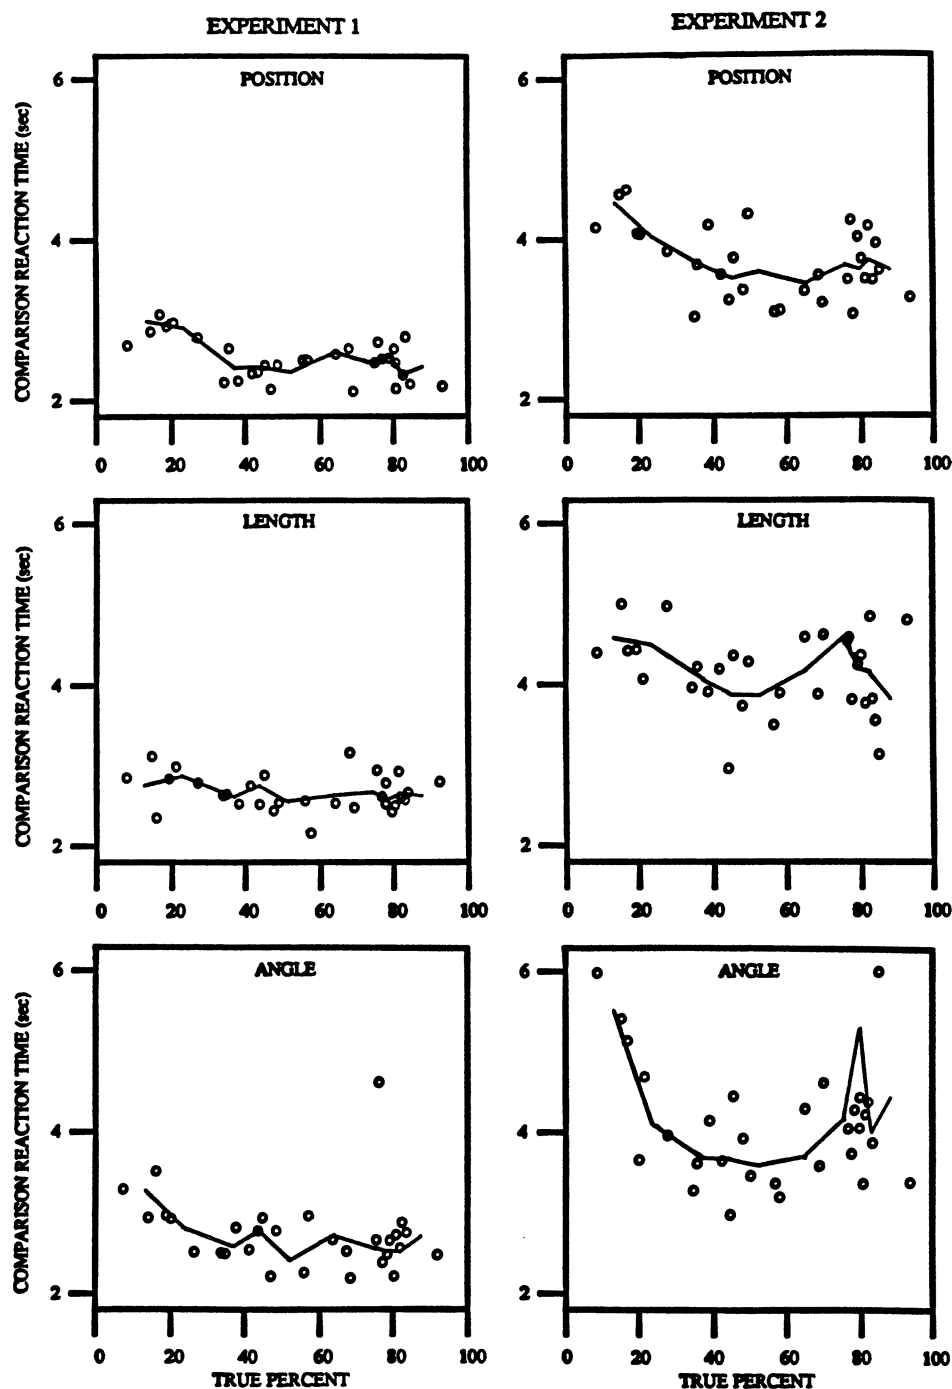 EXPERIMENT 1
EXPERIMENT 2
POSITION
POSITION
COMPARISON REACTION TIME (sec)
6
4
2
0 20 40 60 80 100
6
4
2
0 20 40 60 80 100
LENGTH
LENGTH
COMPARISON REACTION TIME (sec)
6
4
2
0 20 40 60 80 100
6
4
2
0 20 40 60 80 100
ANGLE
ANGLE
COMPARISON REACTION TIME (sec)
6
4
2
0 20 40 60 80 100
TRUE PERCENT
6
4
2
0 20 40 60 80 100
TRUE PERCENT